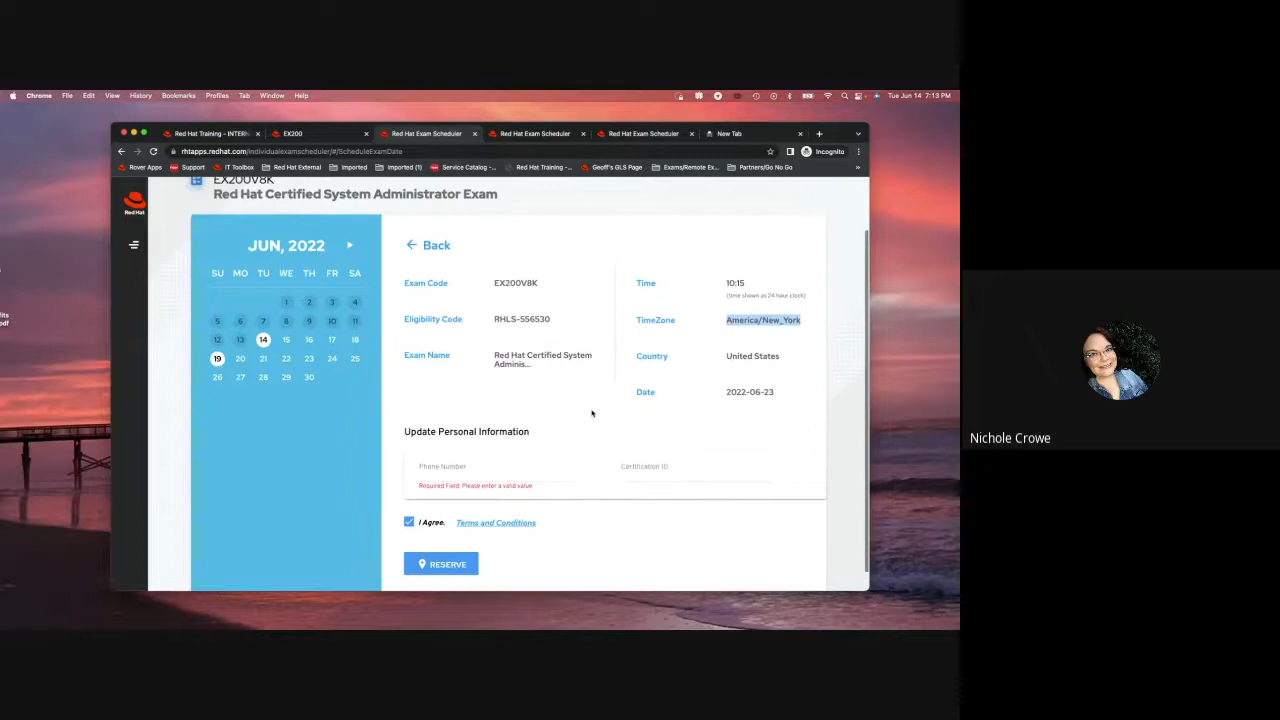 Chrome File Edit View History Bookmarks Profiles Tab Window Help Tue Jun 14 7:13 PM
Red Hat Training - INTERN EX200 Red Hat Exam Scheduler Red Hat Exam Scheduler Red Hat Exam Scheduler New Tab
rhtapps.redhat.com/individualexamscheduler/#/ScheduleExamDate Incognito
Rover Apps Support IT Toolbox Red Hat External Imported Imported (1) Service Catalog -... Red Hat Training -... Geoff's GLS Page Exams/Remote Ex... Partners/Go No Go »
EX200V8K
Red Hat Certified System Administrator Exam
Red Hat
JUN, 2022
SU MO TU WE TH FR SA
1 2 3 4
5 6 7 8 9 10 11
12 13 14 15 16 17 18
19 20 21 22 23 24 25
26 27 28 29 30
Back
Exam Code EX200V8K
Eligibility Code RHLS-556530
Exam Name Red Hat Certified System
Adminis...
Time 10:15
(time shown as 24 hour clock)
TimeZone America/New_York
Country United States
Date 2022-06-23
Update Personal Information
Phone Number Certification ID
Required Field: Please enter a valid value
I Agree. Terms and Conditions
RESERVE
fits
pdf
Nichole Crowe